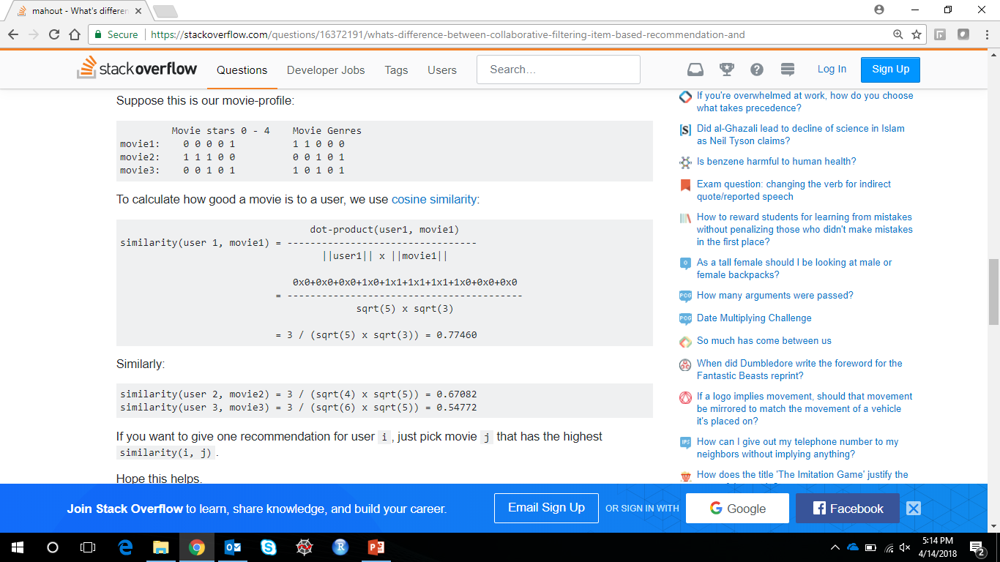 mahout - What's differen
Secure https://stackoverflow.com/questions/16372191/whats-difference-between-collaborative-filtering-item-based-recommendation-and
stackoverflow Questions Developer Jobs Tags Users Search... Log In Sign Up
Suppose this is our movie-profile:
Movie stars 0 - 4 Movie Genres
movie1: 0 0 0 0 1 1 1 0 0 0
movie2: 1 1 1 0 0 0 0 1 0 1
movie3: 0 0 1 0 1 1 0 1 0 1
To calculate how good a movie is to a user, we use cosine similarity:
dot-product(user1, movie1)
similarity(user 1, movie1) = ---------------------------------
||user1|| x ||movie1||
0x0+0x0+0x0+1x0+1x1+1x1+1x1+1x0+0x0+0x0
= -----------------------------------------
sqrt(5) x sqrt(3)
= 3 / (sqrt(5) x sqrt(3)) = 0.77460
Similarly:
similarity(user 2, movie2) = 3 / (sqrt(4) x sqrt(5)) = 0.67082
similarity(user 3, movie3) = 3 / (sqrt(6) x sqrt(5)) = 0.54772
If you want to give one recommendation for user i, just pick movie j that has the highest
similarity(i, j).
Hope this helps.
If you're overwhelmed at work, how do you choose
what takes precedence?
[S] Did al-Ghazali lead to decline of science in Islam
as Neil Tyson claims?
Is benzene harmful to human health?
Exam question: changing the verb for indirect
quote/reported speech
How to reward students for learning from mistakes
without penalizing those who didn't make mistakes
in the first place?
As a tall female should I be looking at male or
female backpacks?
PCG How many arguments were passed?
PCG Date Multiplying Challenge
So much has come between us
When did Dumbledore write the foreword for the
Fantastic Beasts reprint?
If a logo implies movement, should that movement
be mirrored to match the movement of a vehicle
it's placed on?
IPS How can I give out my telephone number to my
neighbors without implying anything?
How does the title 'The Imitation Game' justify the
Join Stack Overflow to learn, share knowledge, and build your career. Email Sign Up OR SIGN IN WITH Google Facebook
5:14 PM
4/14/2018
2